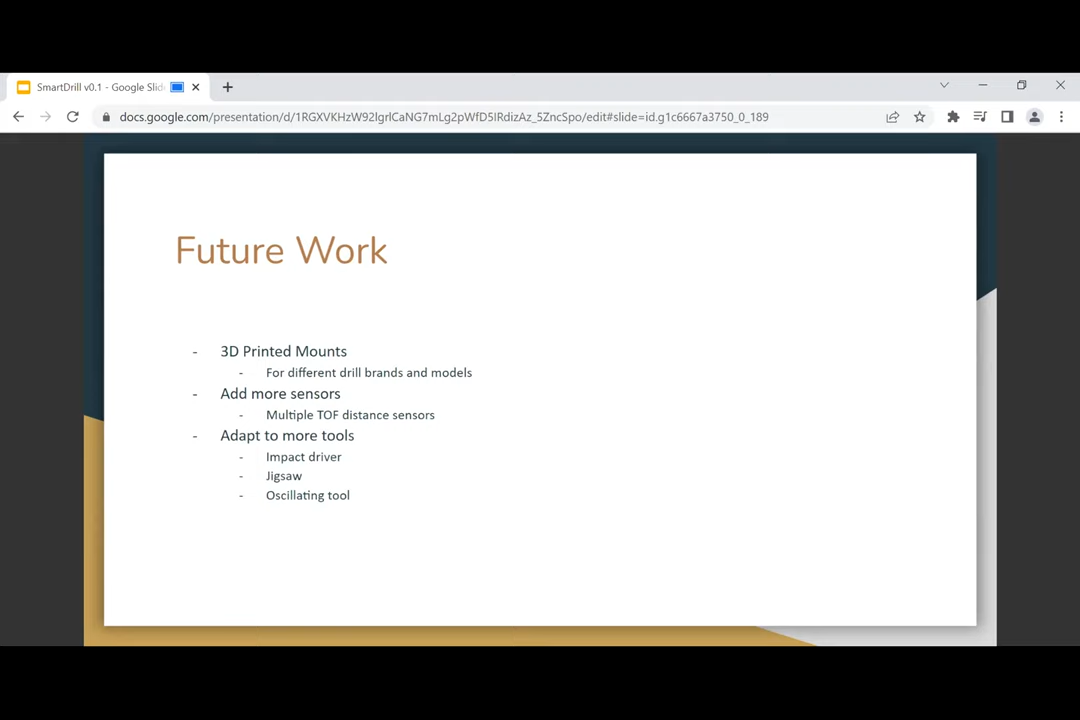 SmartDrill v0.1 - Google Slid
docs.google.com/presentation/d/1RGXVKHzW92IgrlCaNG7mLg2pWfD5IRdizAz_5ZncSpo/edit#slide=id.g1c6667a3750_0_189
Future Work
- 3D Printed Mounts
- For different drill brands and models
- Add more sensors
- Multiple TOF distance sensors
- Adapt to more tools
- Impact driver
- Jigsaw
- Oscillating tool